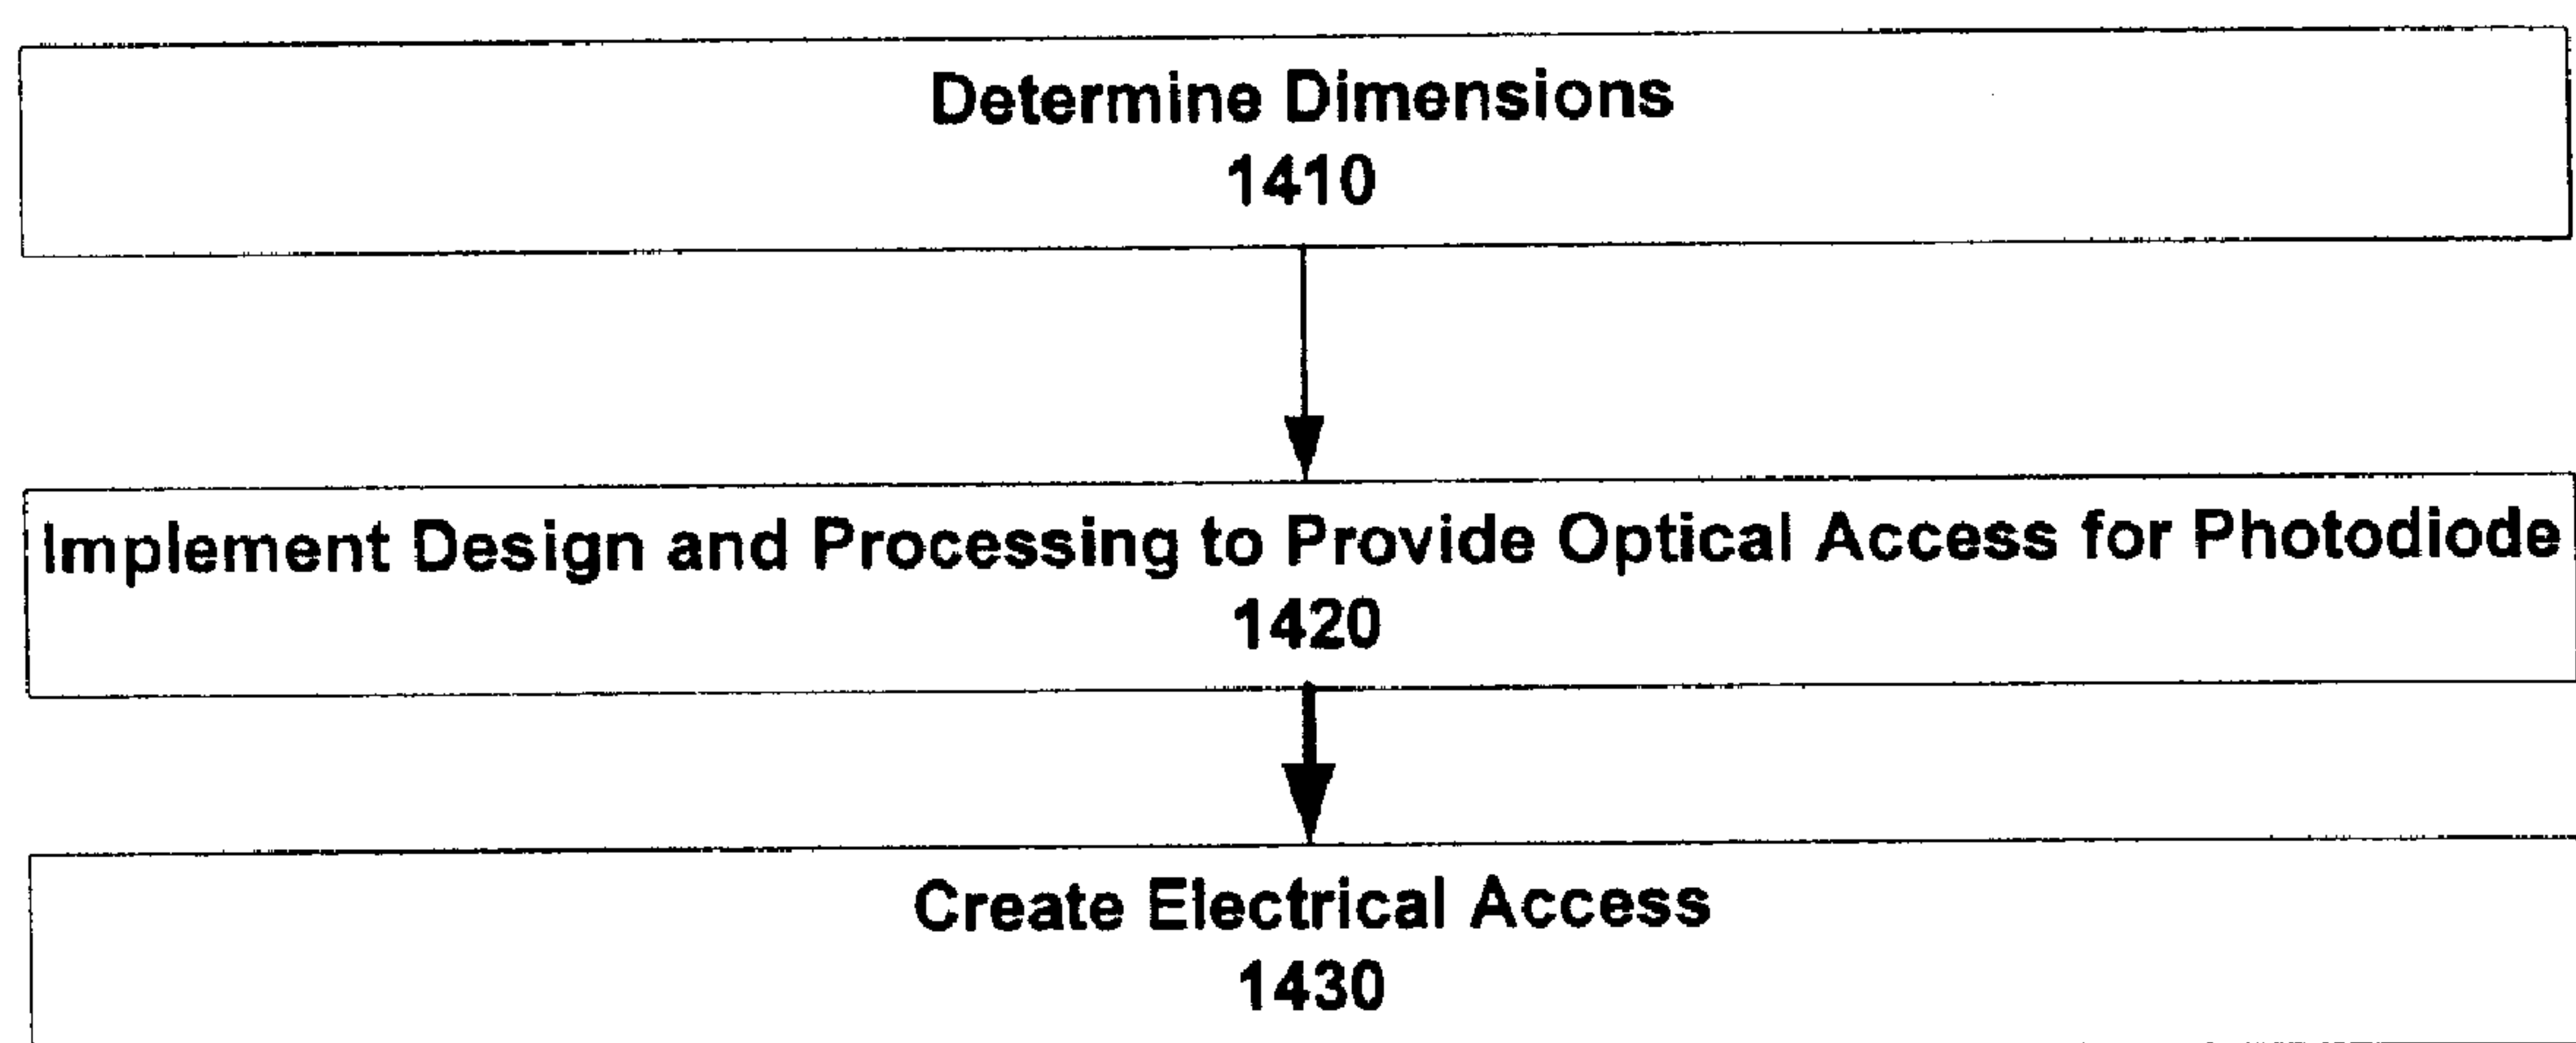 Determine Dimensions
1410
Implement Design and Processing to Provide Optical Access for Photodiode
1420
Create Electrical Access
1430